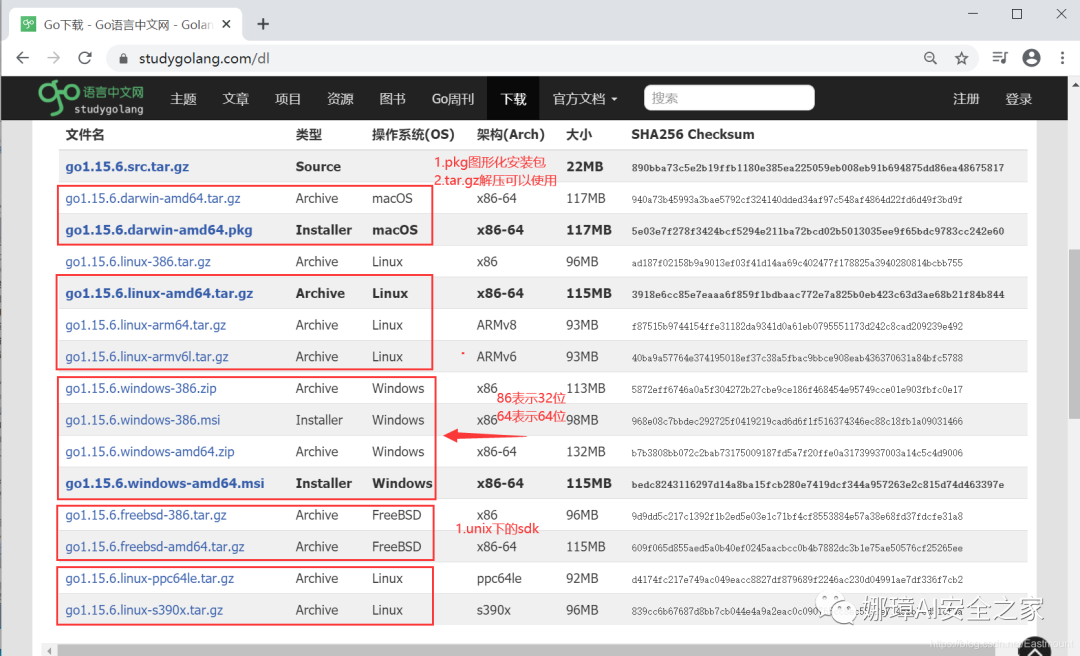 Go下载 - Go语言中文网 - Golan
studygolang.com/dl
go 语言中文网
studygolang
主题 文章 项目 资源 图书 Go周刊 下载 官方文档 搜索 注册 登录
文件名 类型 操作系统(OS) 架构(Arch) 大小 SHA256 Checksum
1.pkg图形化安装包
go1.15.6.src.tar.gz Source 22MB 890bba73c5e2b19ffb1180e385ea225059eb008eb91b694875dd86ea48675817
2.tar.gz解压可以使用
go1.15.6.darwin-amd64.tar.gz Archive macOS x86-64 117MB 940a73b45993a3bae5792cf324140dded34af97c548af4864d22fd6d49f3bd9f
go1.15.6.darwin-amd64.pkg Installer macOS x86-64 117MB 5e03e7f278f3424bcf5294e211ba72bcd02b5013035ee9f65bdc9783cc242e60
go1.15.6.linux-386.tar.gz Archive Linux x86 96MB ad187f02158b9a9013ef03f41d14aa69c402477f178825a3940280814bcbb755
go1.15.6.linux-amd64.tar.gz Archive Linux x86-64 115MB 3918e6cc85e7eaaa6f859f1bdbaac772e7a825b0eb423c63d3ae68b21f84b844
go1.15.6.linux-arm64.tar.gz Archive Linux ARMv8 93MB f87515b9744154ffe31182da9341d0a61eb0795551173d242c8cad209239e492
go1.15.6.linux-armv6l.tar.gz Archive Linux ARMv6 93MB 40ba9a57764e374195018ef37c38a5fbac9bbce908eab436370631a84bfc5788
go1.15.6.windows-386.zip Archive Windows x86 113MB 5872eff6746a0a5f304272b27cbe9ce186f468454e95749cce01e903fbfc0e17
86表示32位
64表示64位
go1.15.6.windows-386.msi Installer Windows x86 98MB 968e08c7bbdec292725f0419219cad6d6f1f516374346ec88c18fb1a09031466
go1.15.6.windows-amd64.zip Archive Windows x86-64 132MB b7b3808bb072c2bab73175009187fd5a7f20ffe0a31739937003a14c5c4d9006
go1.15.6.windows-amd64.msi Installer Windows x86-64 115MB bedc8243116297d14a8ba15fcb280e7419dcf344a957263e2c815d74d463397e
go1.15.6.freebsd-386.tar.gz Archive FreeBSD x86 96MB 9d9dd5c217c1392f1b2ed5e03e1c71bf4cf8553884e57a38e68fd37fdcfe31a8
1.unix下的sdk
go1.15.6.freebsd-amd64.tar.gz Archive FreeBSD x86-64 115MB 609f065d855aed5a0b40ef0245aacbcc0b4b7882dc3b1e75ae50576cf25265ee
go1.15.6.linux-ppc64le.tar.gz Archive Linux ppc64le 92MB d4174fc217e749ac049eacc8827df879689f2246ac230d04991ae7df336f7cb2
go1.15.6.linux-s390x.tar.gz Archive Linux s390x 96MB
娜璋AI安全之家